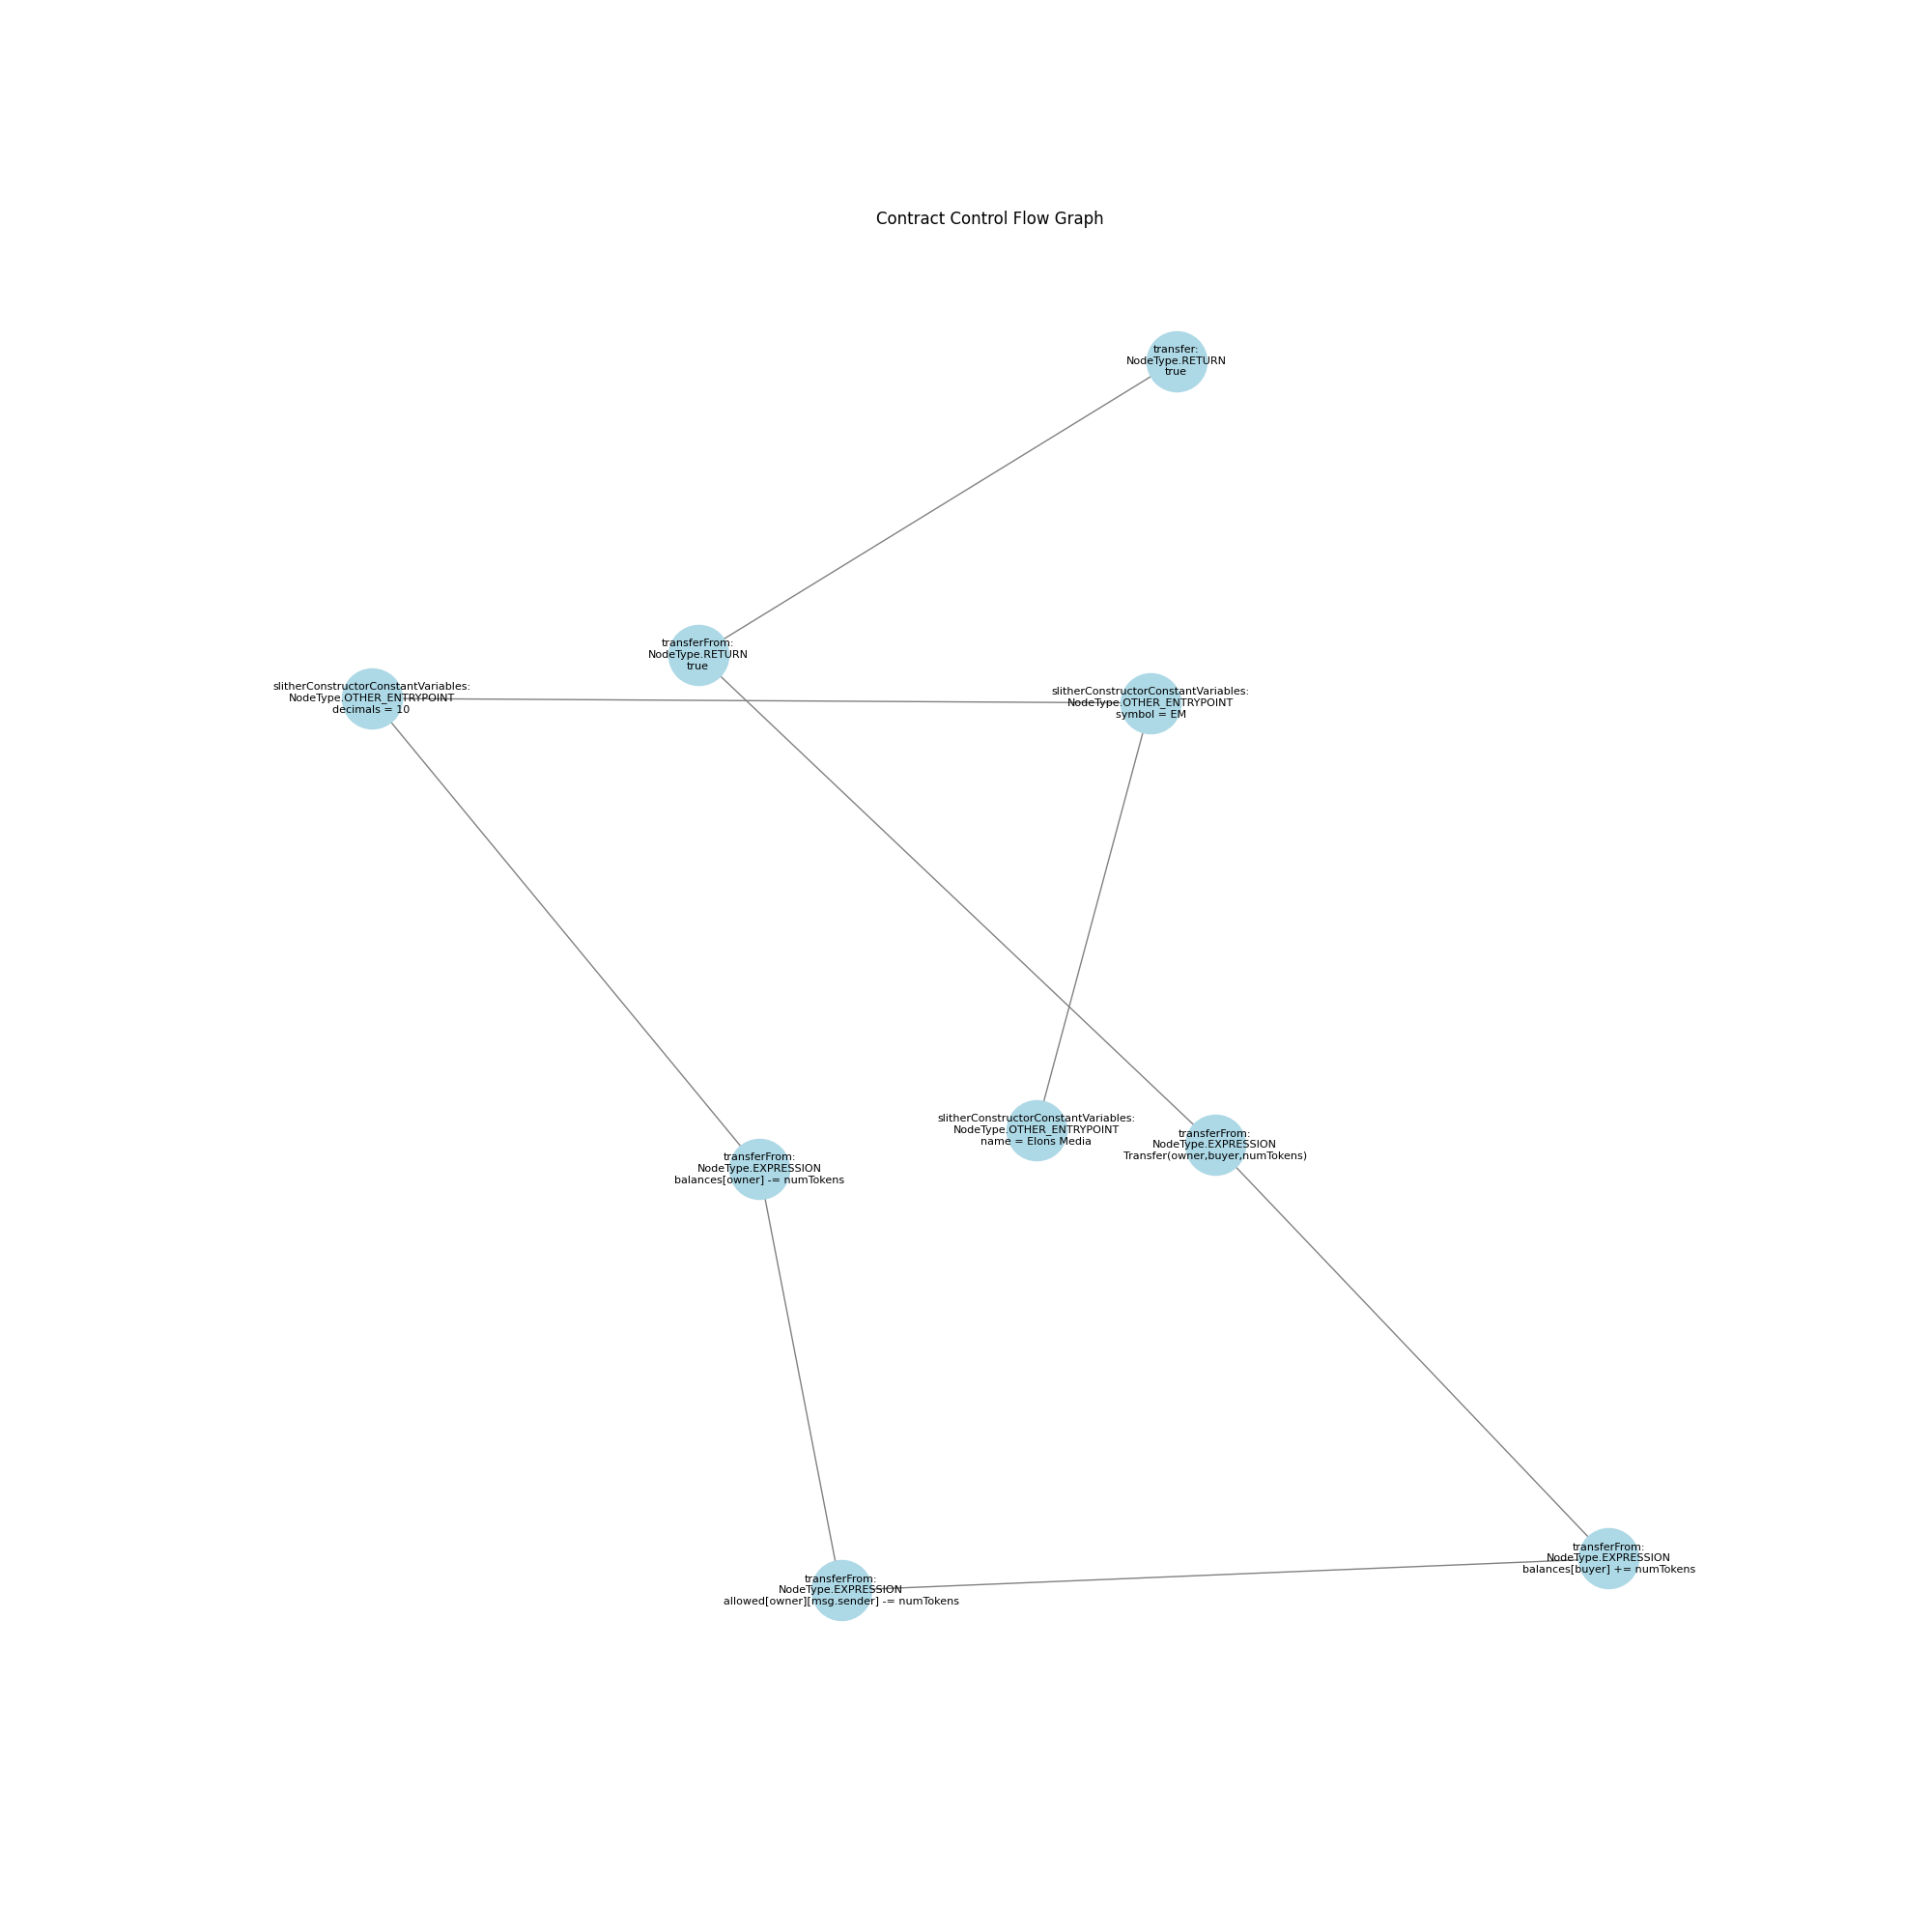 Contract Control Flow Graph
transfer:
NodeType.RETURN
true
transferFrom:
NodeType.RETURN
true
slitherConstructorConstantVariables:
NodeType.OTHER_ENTRYPOINT
decimals = 10
slitherConstructorConstantVariables:
NodeType.OTHER_ENTRYPOINT
symbol = EM
slitherConstructorConstantVariables:
NodeType.OTHER_ENTRYPOINT
name = Elons Media
transferFrom:
NodeType.EXPRESSION
Transfer(owner,buyer,numTokens)
transferFrom:
NodeType.EXPRESSION
balances[owner] -= numTokens
transferFrom:
NodeType.EXPRESSION
balances[buyer] += numTokens
transferFrom:
NodeType.EXPRESSION
allowed[owner][msg.sender] -= numTokens